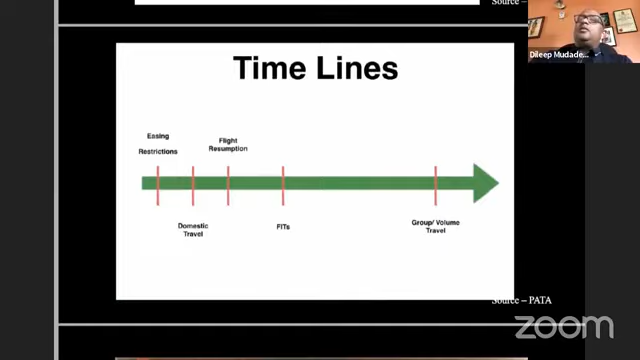 Source –
Dileep Mudade...
Time Lines
Easing
Restrictions
Flight
Resumption
Domestic
Travel
FITs
Group/ Volume
Travel
Source – PATA
zoom